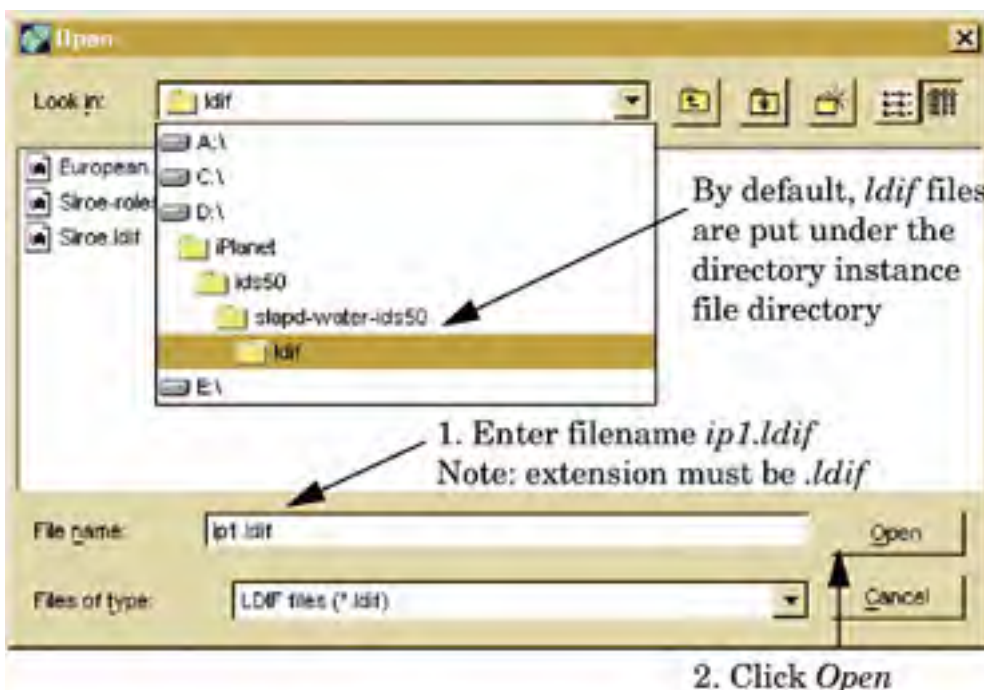 Open
Look in:
ldif
A:\
C:\
D:\
iPlanet
ids50
slapd-water-ids50
ldif
E:\
European.
Siroe-roles
Siroe.ldif
By default, ldif files
are put under the
directory instance
file directory
1. Enter filename ip1.ldif
Note: extension must be .ldif
File name:
ip1.ldif
Open
Files of type:
LDIF files (*.ldif)
Cancel
2. Click Open